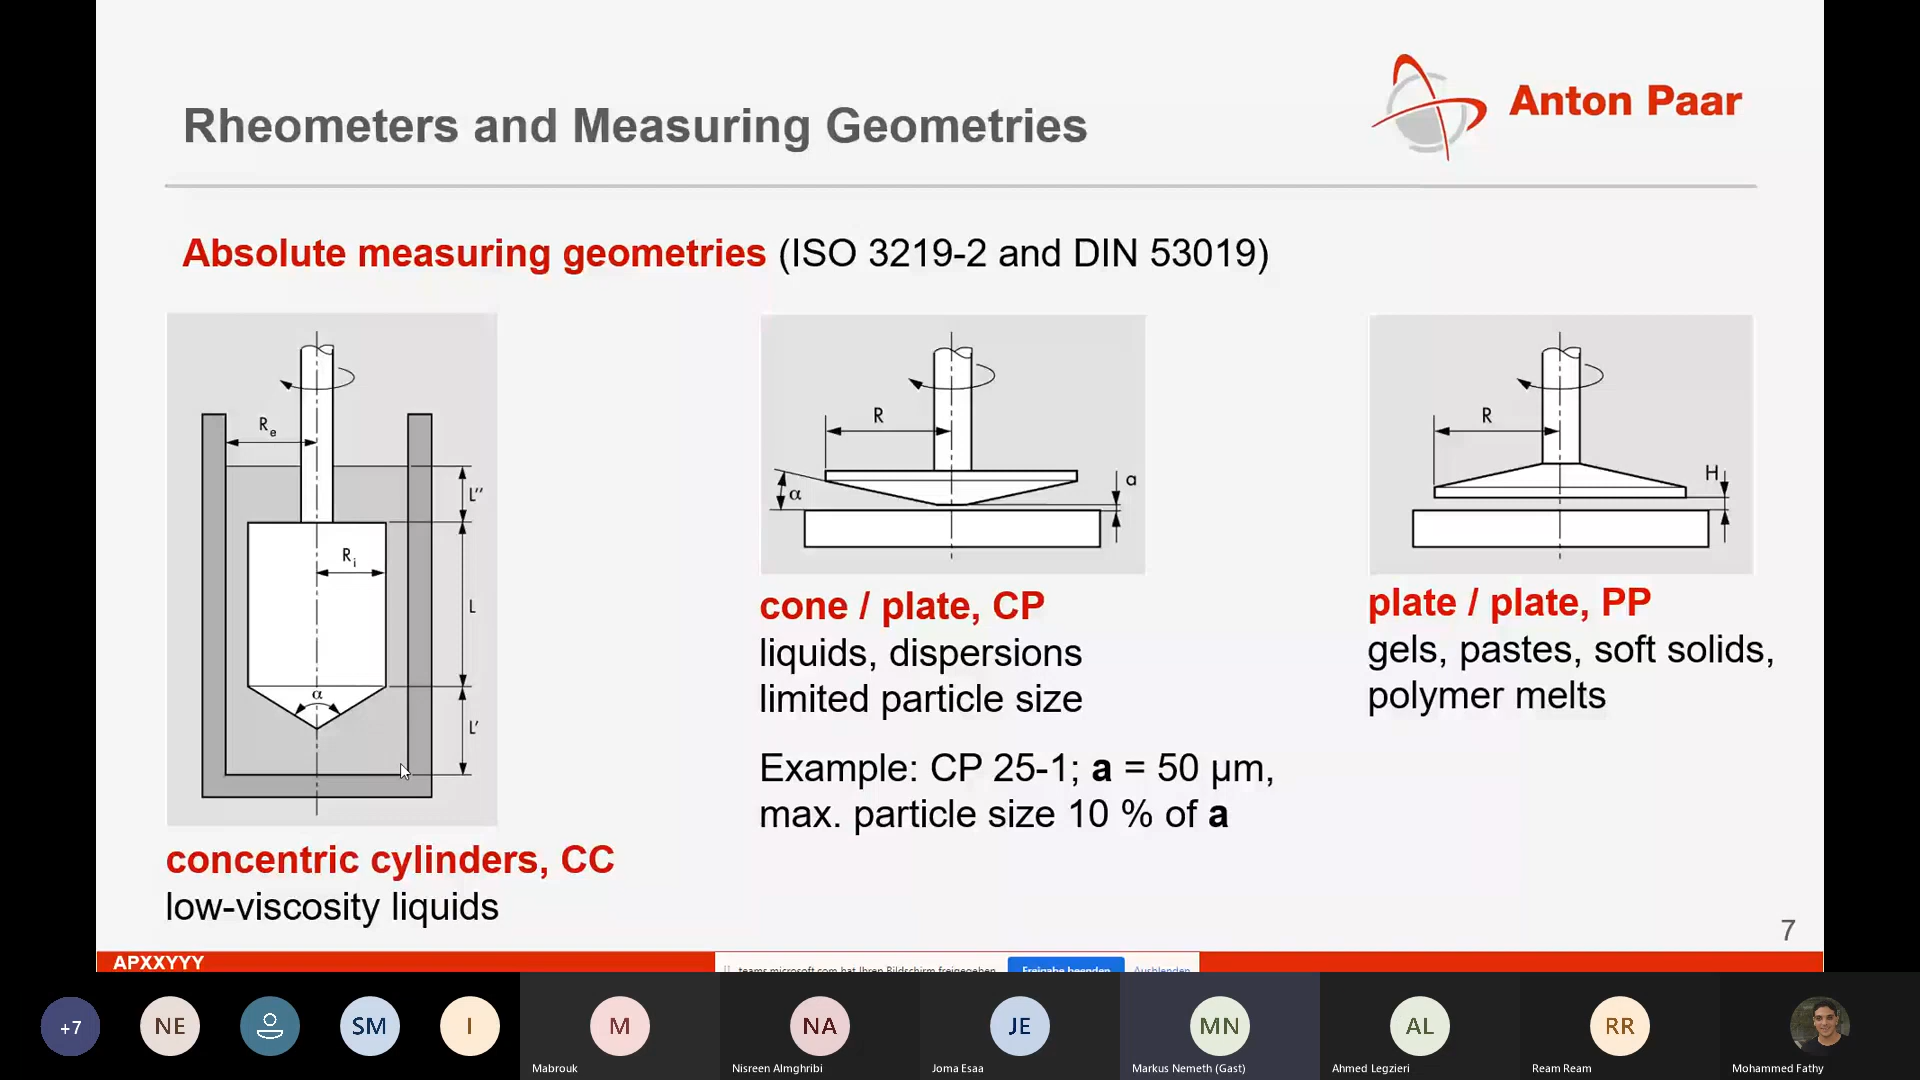 Anton Paar
Rheometers and Measuring Geometries
Absolute measuring geometries (ISO 3219-2 and DIN 53019)
Re
L''
Ri
L
α
L'
concentric cylinders, CC
low-viscosity liquids
R
α
a
cone / plate, CP
liquids, dispersions
limited particle size
Example: CP 25-1; a = 50 µm,
max. particle size 10 % of a
R
H
plate / plate, PP
gels, pastes, soft solids,
polymer melts
7
APXXYYY
teams.microsoft.com hat Ihren Bildschirm freigegeben.
Freigabe beenden
Ausblenden
+7
NE
SM
I
M
Mabrouk
NA
Nisreen Almghribi
JE
Joma Esaa
MN
Markus Nemeth (Gast)
AL
Ahmed Legzieri
RR
Ream Ream
Mohammed Fathy